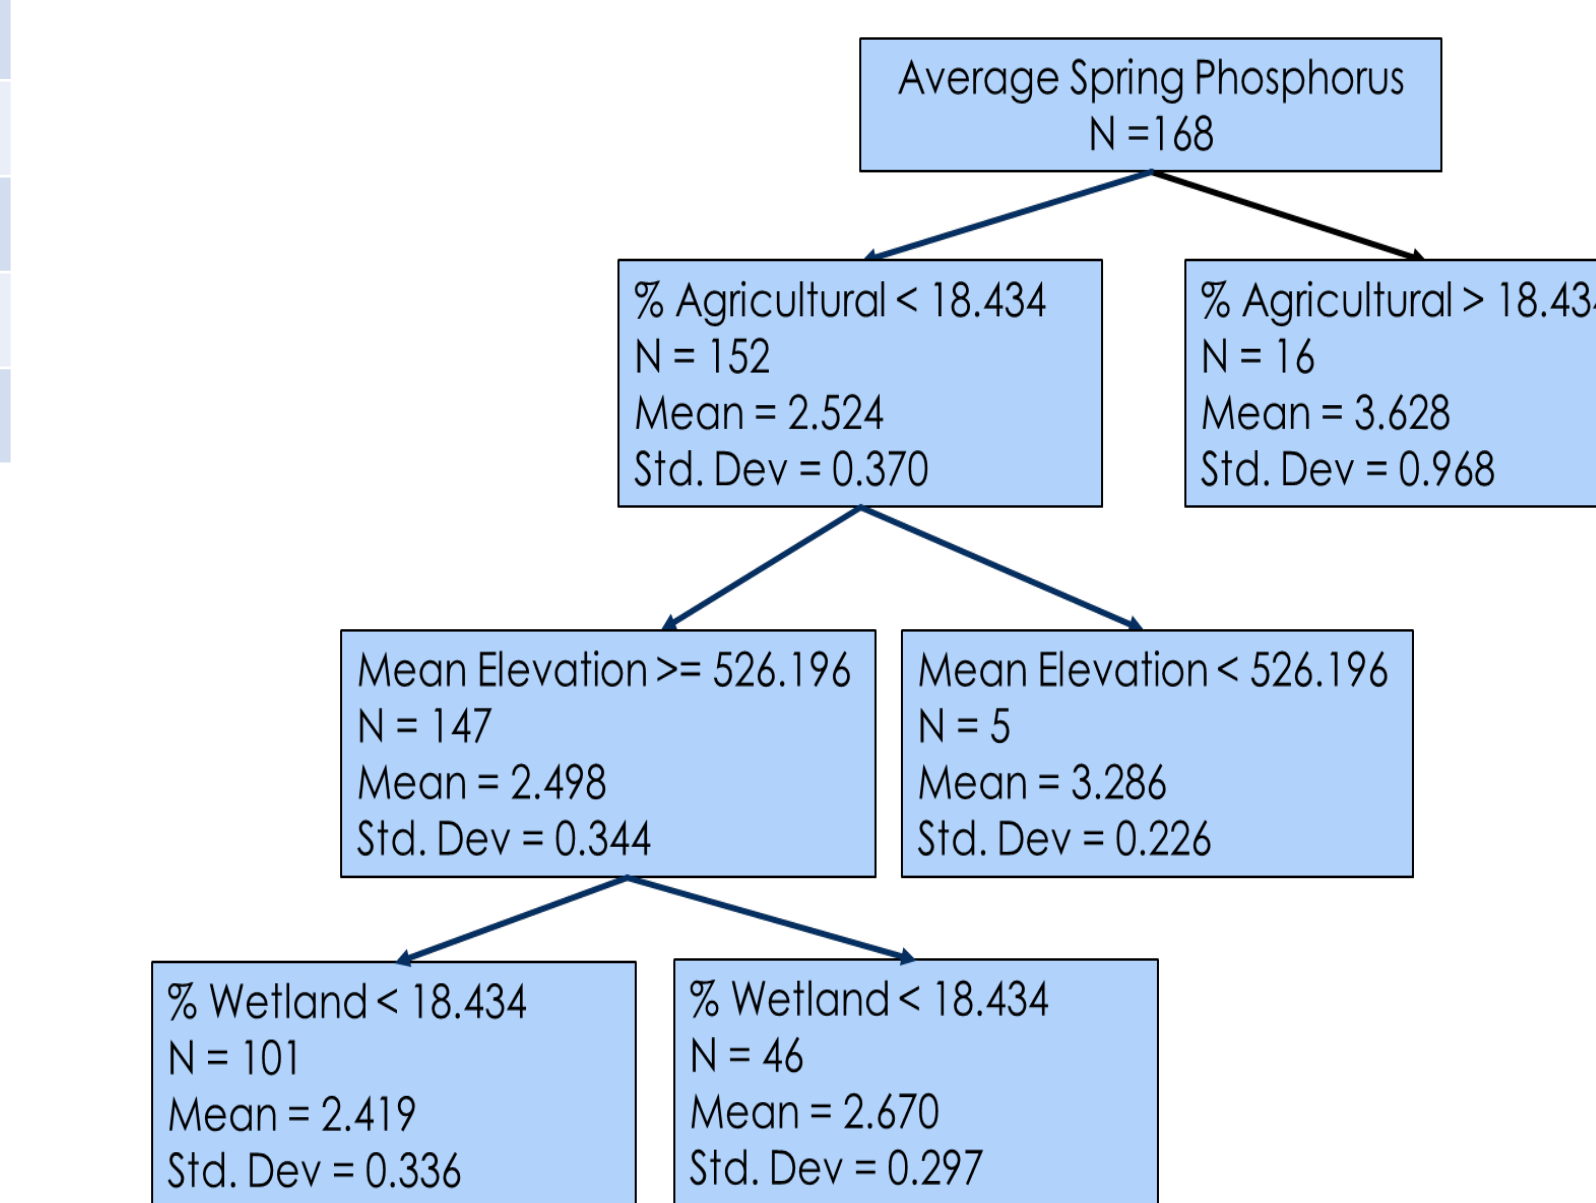 Average Spring Phosphorus
N =168
% Agricultural < 18.434
N = 152
Mean = 2.524
Std. Dev = 0.370
% Agricultural > 18.434
N = 16
Mean = 3.628
Std. Dev = 0.968
Mean Elevation >= 526.196
N = 147
Mean = 2.498
Std. Dev = 0.344
Mean Elevation < 526.196
N = 5
Mean = 3.286
Std. Dev = 0.226
% Wetland < 18.434
N = 101
Mean = 2.419
Std. Dev = 0.336
% Wetland < 18.434
N = 46
Mean = 2.670
Std. Dev = 0.297